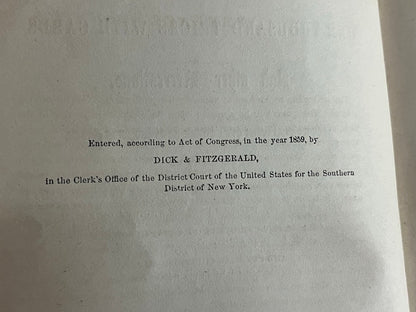 Entered, according to Act of Congress, in the year 1859, by
DICK & FITZGERALD,
in the Clerk's Office of the District Court of the United States for the Southern
District of New York.